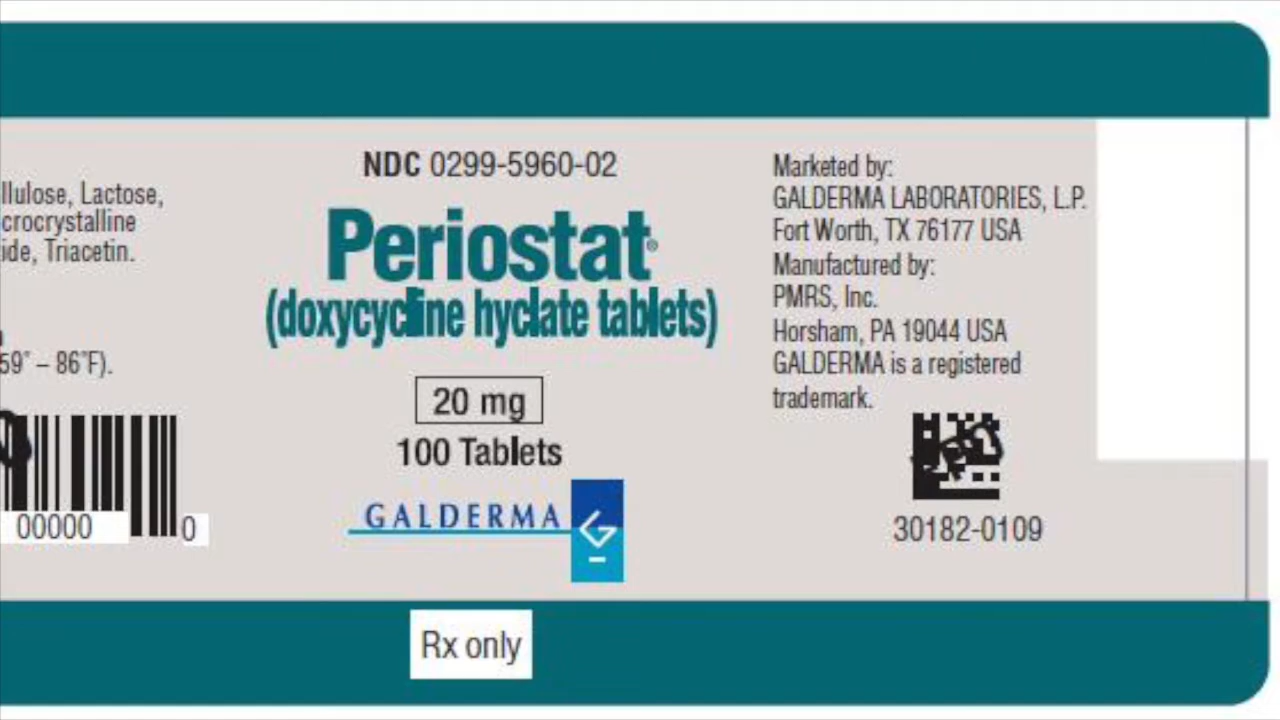 llulose, Lactose,
crocrystalline
ide, Triacetin.
59° – 86°F).
00000
0
NDC 0299-5960-02
Periostat®
(doxycycline hyclate tablets)
20 mg
100 Tablets
GALDERMA
Rx only
Marketed by:
GALDERMA LABORATORIES, L.P.
Fort Worth, TX 76177 USA
Manufactured by:
PMRS, Inc.
Horsham, PA 19044 USA
GALDERMA is a registered
trademark.
30182-0109